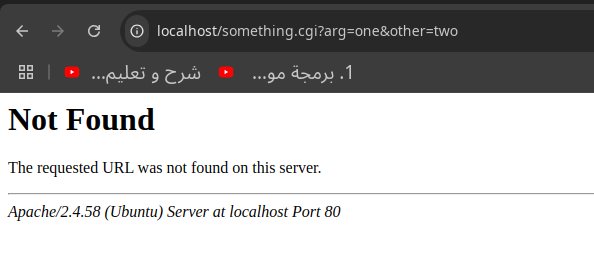 localhost/something.cgi?arg=one&other=two
شرح و تعليم...
1. برمجة مو...
Not Found
The requested URL was not found on this server.
Apache/2.4.58 (Ubuntu) Server at localhost Port 80